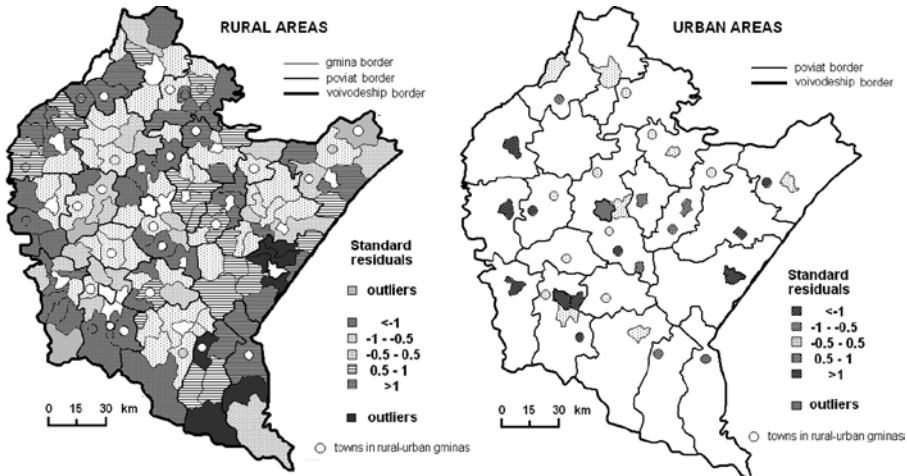 RURAL AREAS
gmina border
poviat border
voivodeship border
Standard
residuals
outliers
<-1
-1 - -0.5
-0.5 - 0.5
0.5 - 1
>1
outliers
0 15 30 km
towns in rural-urban gminas
URBAN AREAS
poviat border
voivodeship border
Standard
residuals
<-1
-1 - -0.5
-0.5 - 0.5
0.5 - 1
>1
outliers
0 15 30 km
towns in rural-urban gminas